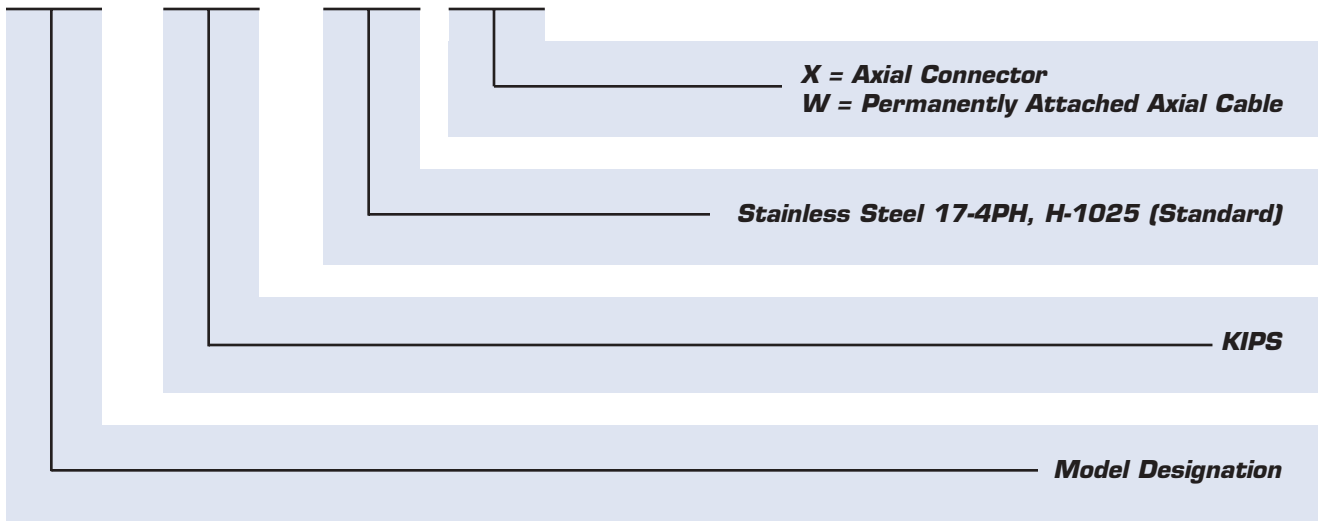 X = Axial Connector
W = Permanently Attached Axial Cable
Stainless Steel 17-4PH, H-1025 (Standard)
KIPS
Model Designation